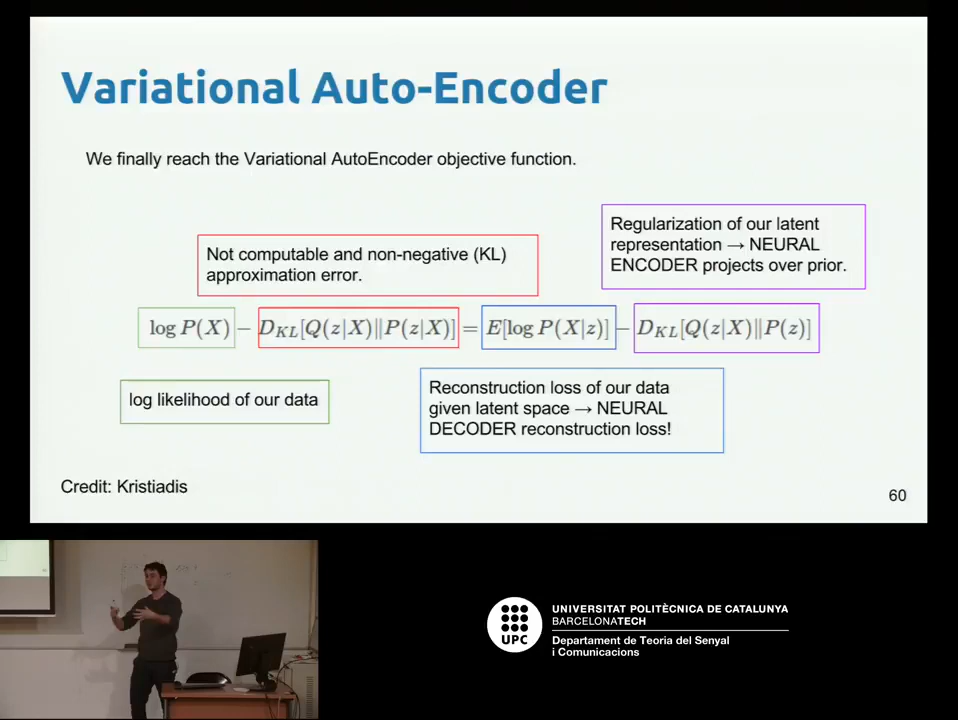 Variational Auto-Encoder
We finally reach the Variational AutoEncoder objective function.
Regularization of our latent
representation → NEURAL
ENCODER projects over prior.
Not computable and non-negative (KL)
approximation error.
log P(X) − D_KL[Q(z|X)‖P(z|X)] = E[log P(X|z)] − D_KL[Q(z|X)‖P(z)]
log likelihood of our data
Reconstruction loss of our data
given latent space → NEURAL
DECODER reconstruction loss!
Credit: Kristiadis
60
UPC
UNIVERSITAT POLITÈCNICA DE CATALUNYA
BARCELONATECH
Departament de Teoria del Senyal
i Comunicacions